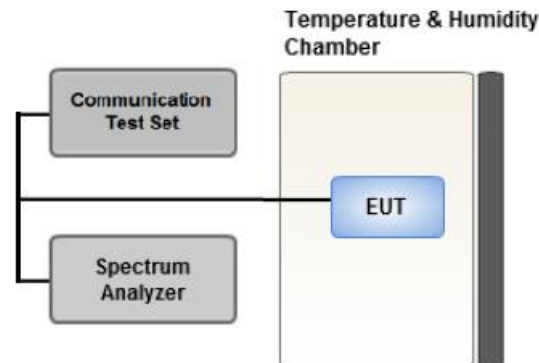 Temperature & Humidity
Chamber
Communication
Test Set
EUT
Spectrum
Analyzer